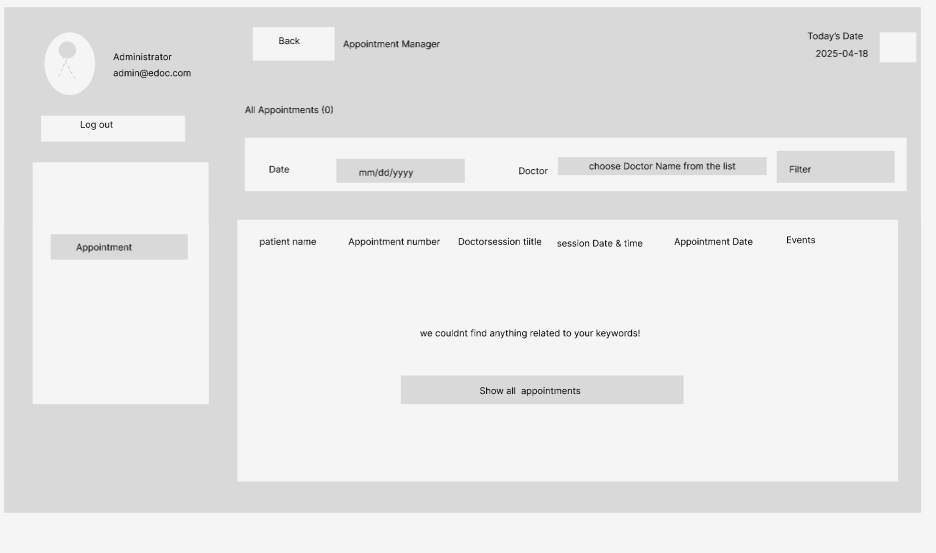 Administrator
admin@edoc.com
Log out
Appointment
Back
Appointment Manager
Today's Date
2025-04-18
All Appointments (0)
Date
mm/dd/yyyy
Doctor
choose Doctor Name from the list
Filter
patient name
Appointment number
Doctorsession tiitle
session Date & time
Appointment Date
Events
we couldnt find anything related to your keywords!
Show all appointments